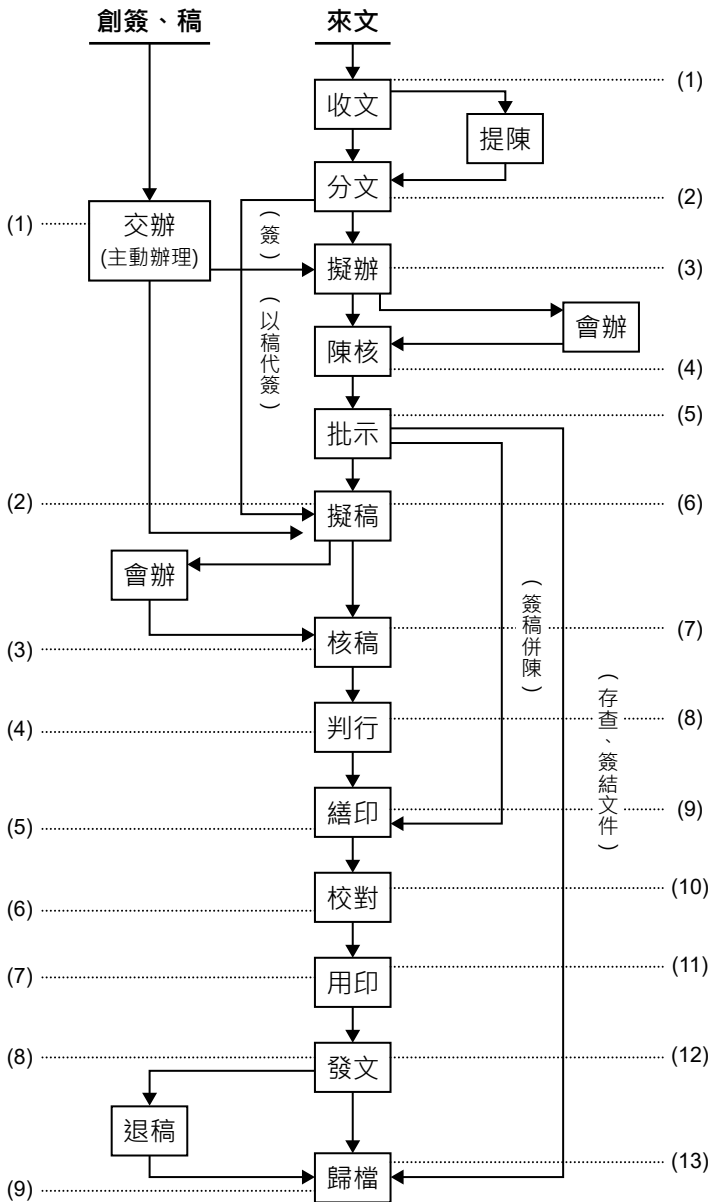 創簽、稿
來文
(1)
收文
提陳
分文
(2)
(1)
交辦
(主動辦理)
(簽)
擬辦
(3)
(以稿代簽)
會辦
陳核
(4)
批示
(5)
(2)
擬稿
(6)
會辦
(簽稿併陳)
核稿
(7)
(3)
(存查、簽結文件)
判行
(8)
(4)
繕印
(9)
(5)
校對
(10)
(6)
用印
(11)
(7)
發文
(12)
(8)
退稿
歸檔
(13)
(9)